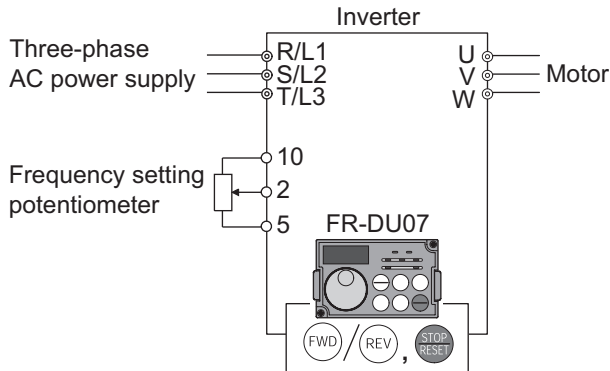 Inverter
Three-phase
AC power supply
R/L1
S/L2
T/L3
U
V
W
Motor
Frequency setting
potentiometer
10
2
5
FR-DU07
FWD / REV , STOP
RESET